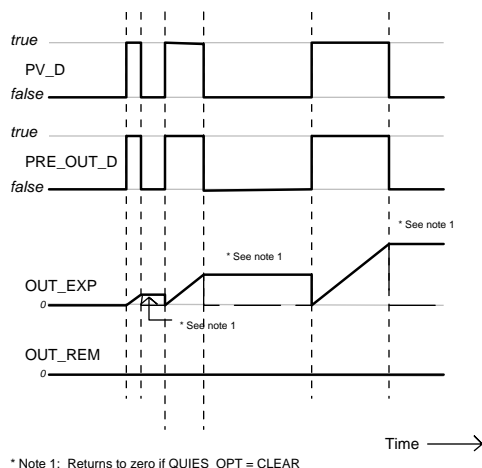 true
PV_D
false
true
PRE_OUT_D
false
* See note 1
* See note 1
OUT_EXP
0
* See note 1
OUT_REM
0
Time
* Note 1: Returns to zero if QUIES_OPT = CLEAR